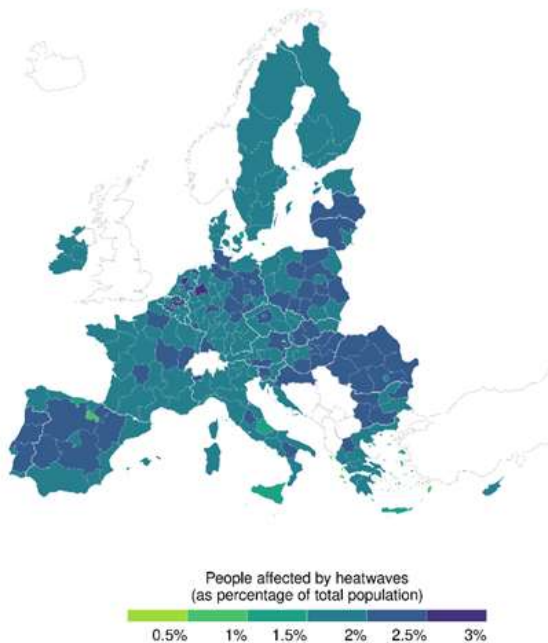 People affected by heatwaves
(as percentage of total population)
0.5% 1% 1.5% 2% 2.5% 3%